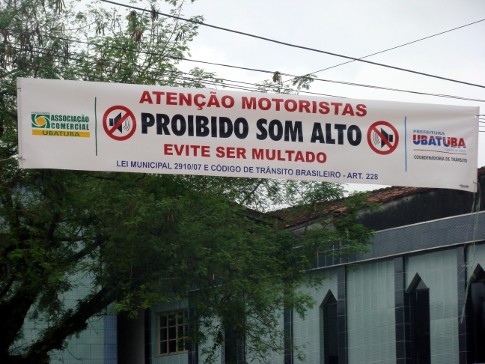 ASSOCIAÇÃO
COMERCIAL
UBATUBA
ATENÇÃO MOTORISTAS
PROIBIDO SOM ALTO
EVITE SER MULTADO
LEI MUNICIPAL 2910/07 E CÓDIGO DE TRÂNSITO BRASILEIRO - ART. 228
PREFEITURA
UBATUBA
COORDENADORIA DE TRÂNSITO